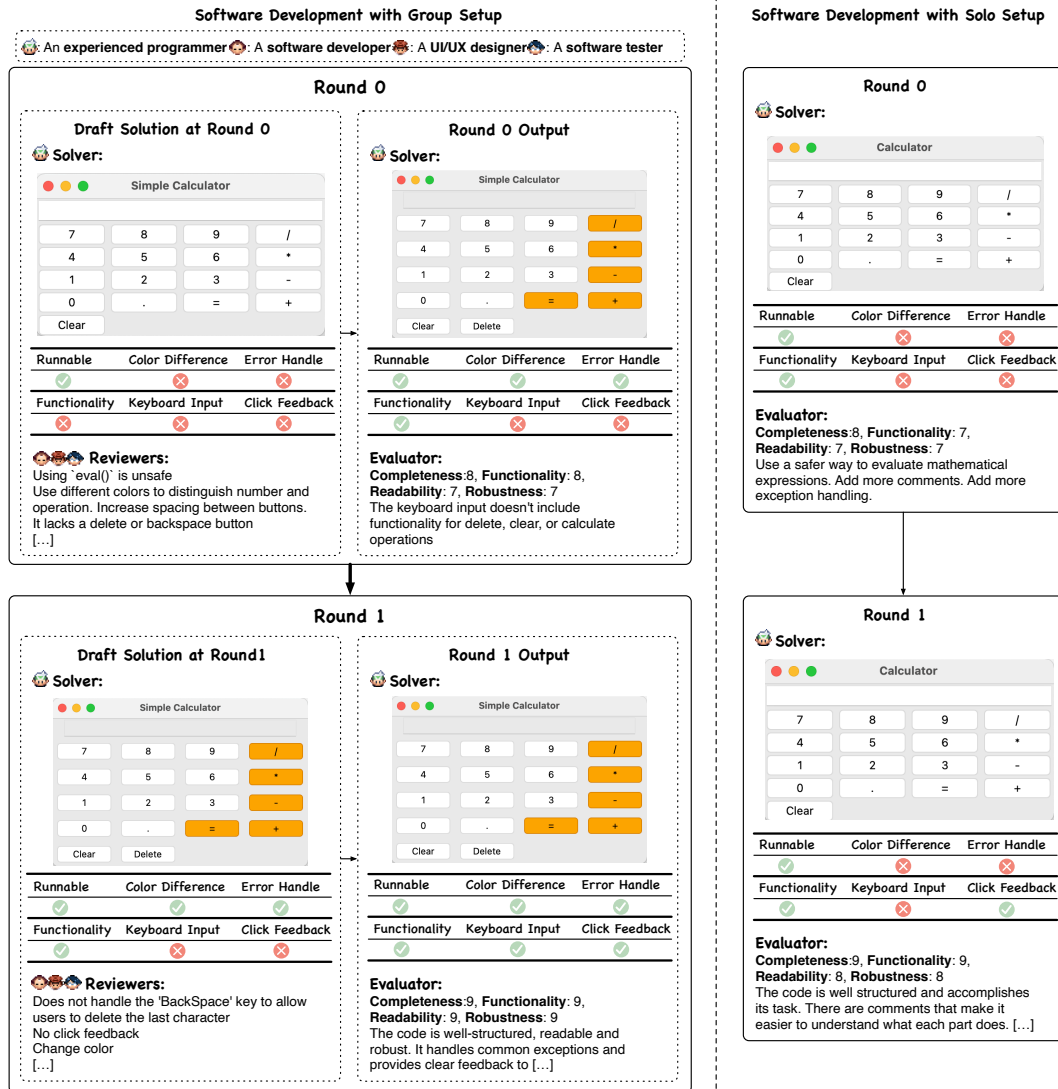 Software Development with Group Setup
: An experienced programmer : A software developer : A UI/UX designer : A software tester
Round 0
Draft Solution at Round 0
Solver:
Simple Calculator
7 8 9 /
4 5 6 *
1 2 3 -
0 . = +
Clear
Runnable Color Difference Error Handle
Functionality Keyboard Input Click Feedback
Reviewers:
Using `eval()` is unsafe
Use different colors to distinguish number and
operation. Increase spacing between buttons.
It lacks a delete or backspace button
[...]
Round 0 Output
Solver:
Simple Calculator
7 8 9 /
4 5 6 *
1 2 3 -
0 . = +
Clear Delete
Runnable Color Difference Error Handle
Functionality Keyboard Input Click Feedback
Evaluator:
Completeness:8, Functionality: 8,
Readability: 7, Robustness: 7
The keyboard input doesn't include
functionality for delete, clear, or calculate
operations
Round 1
Draft Solution at Round1
Solver:
Simple Calculator
7 8 9 /
4 5 6 *
1 2 3 -
0 . = +
Clear Delete
Runnable Color Difference Error Handle
Functionality Keyboard Input Click Feedback
Reviewers:
Does not handle the 'BackSpace' key to allow
users to delete the last character
No click feedback
Change color
[...]
Round 1 Output
Solver:
Simple Calculator
7 8 9 /
4 5 6 *
1 2 3 -
0 . = +
Clear Delete
Runnable Color Difference Error Handle
Functionality Keyboard Input Click Feedback
Evaluator:
Completeness:9, Functionality: 9,
Readability: 9, Robustness: 9
The code is well-structured, readable and
robust. It handles common exceptions and
provides clear feedback to [...]
Software Development with Solo Setup
Round 0
Solver:
Calculator
7 8 9 /
4 5 6 *
1 2 3 -
0 . = +
Clear
Runnable Color Difference Error Handle
Functionality Keyboard Input Click Feedback
Evaluator:
Completeness:8, Functionality: 7,
Readability: 7, Robustness: 7
Use a safer way to evaluate mathematical
expressions. Add more comments. Add more
exception handling.
Round 1
Solver:
Calculator
7 8 9 /
4 5 6 *
1 2 3 -
0 . = +
Clear
Runnable Color Difference Error Handle
Functionality Keyboard Input Click Feedback
Evaluator:
Completeness:9, Functionality: 9,
Readability: 8, Robustness: 8
The code is well structured and accomplishes
its task. There are comments that make it
easier to understand what each part does. [...]